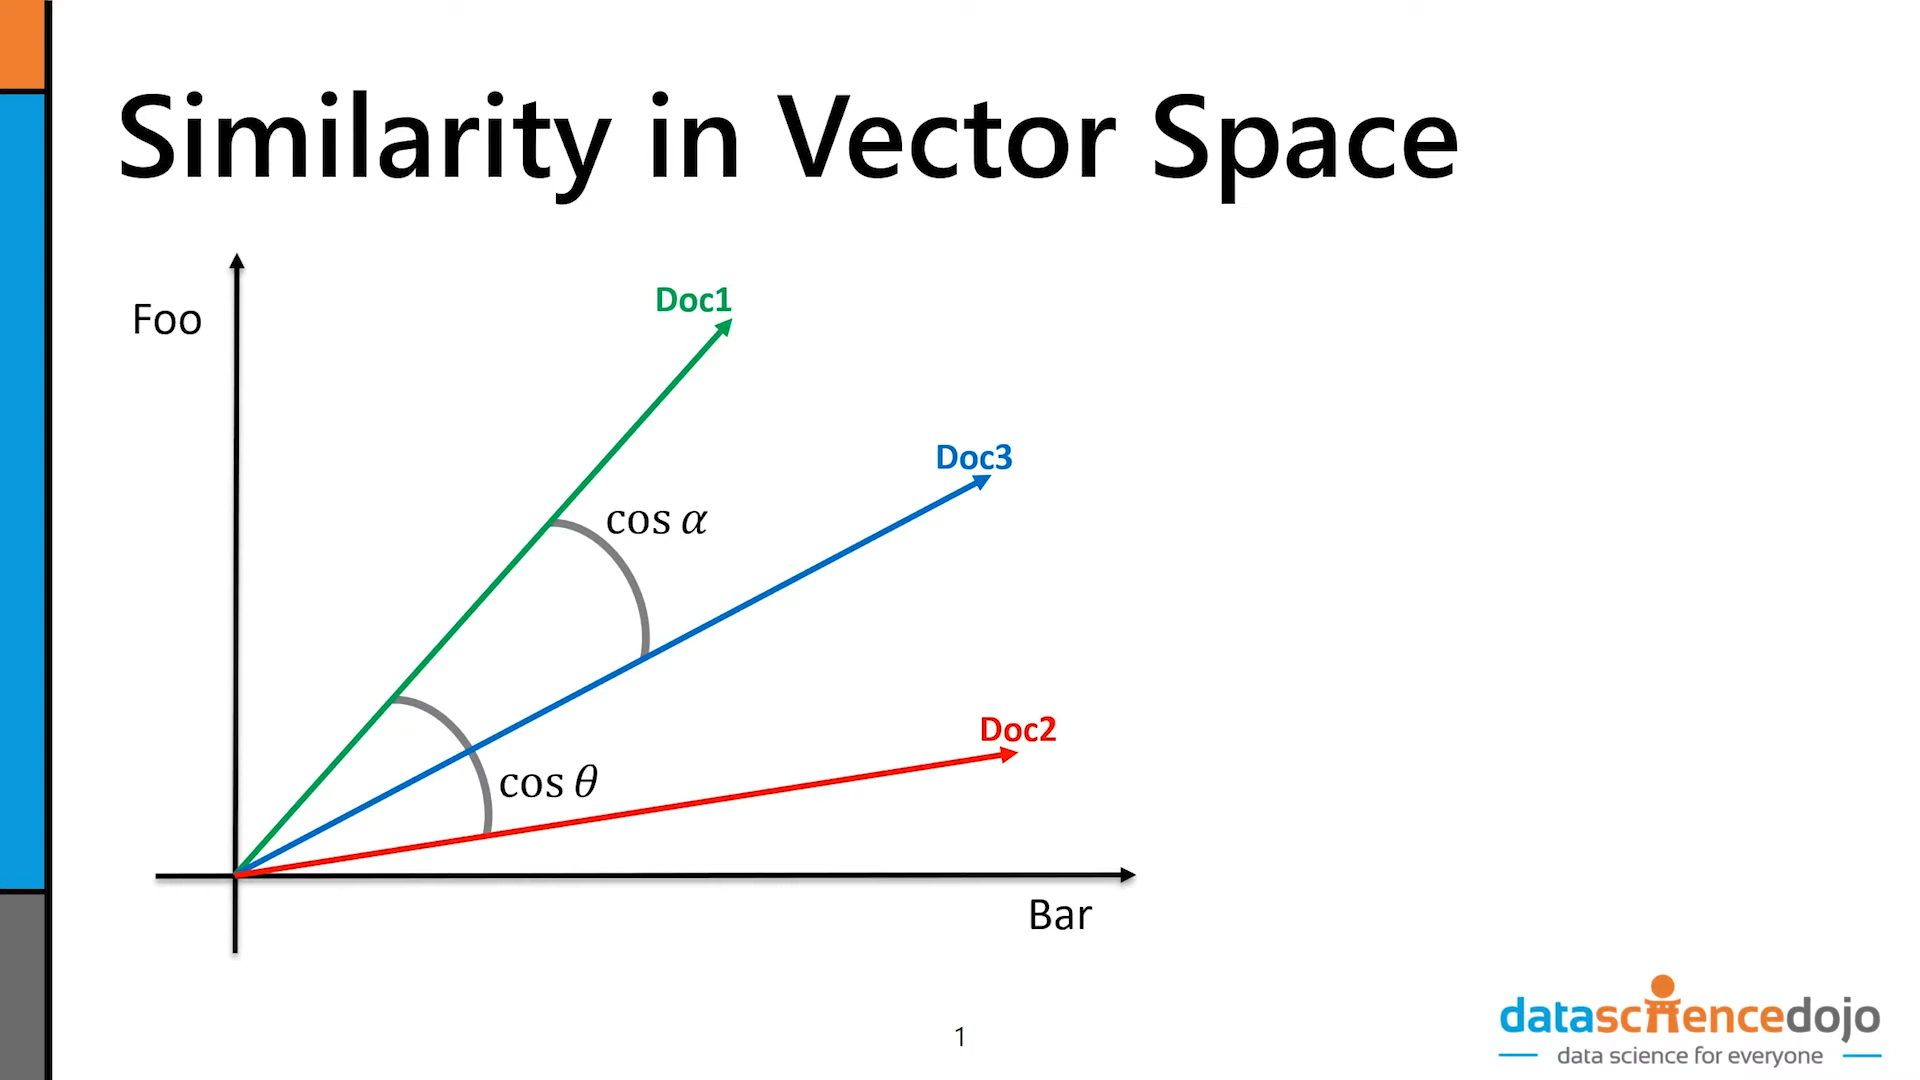 Similarity in Vector Space
Foo
Doc1
Doc3
cos α
Doc2
cos θ
Bar
1
datasciencedojo
data science for everyone